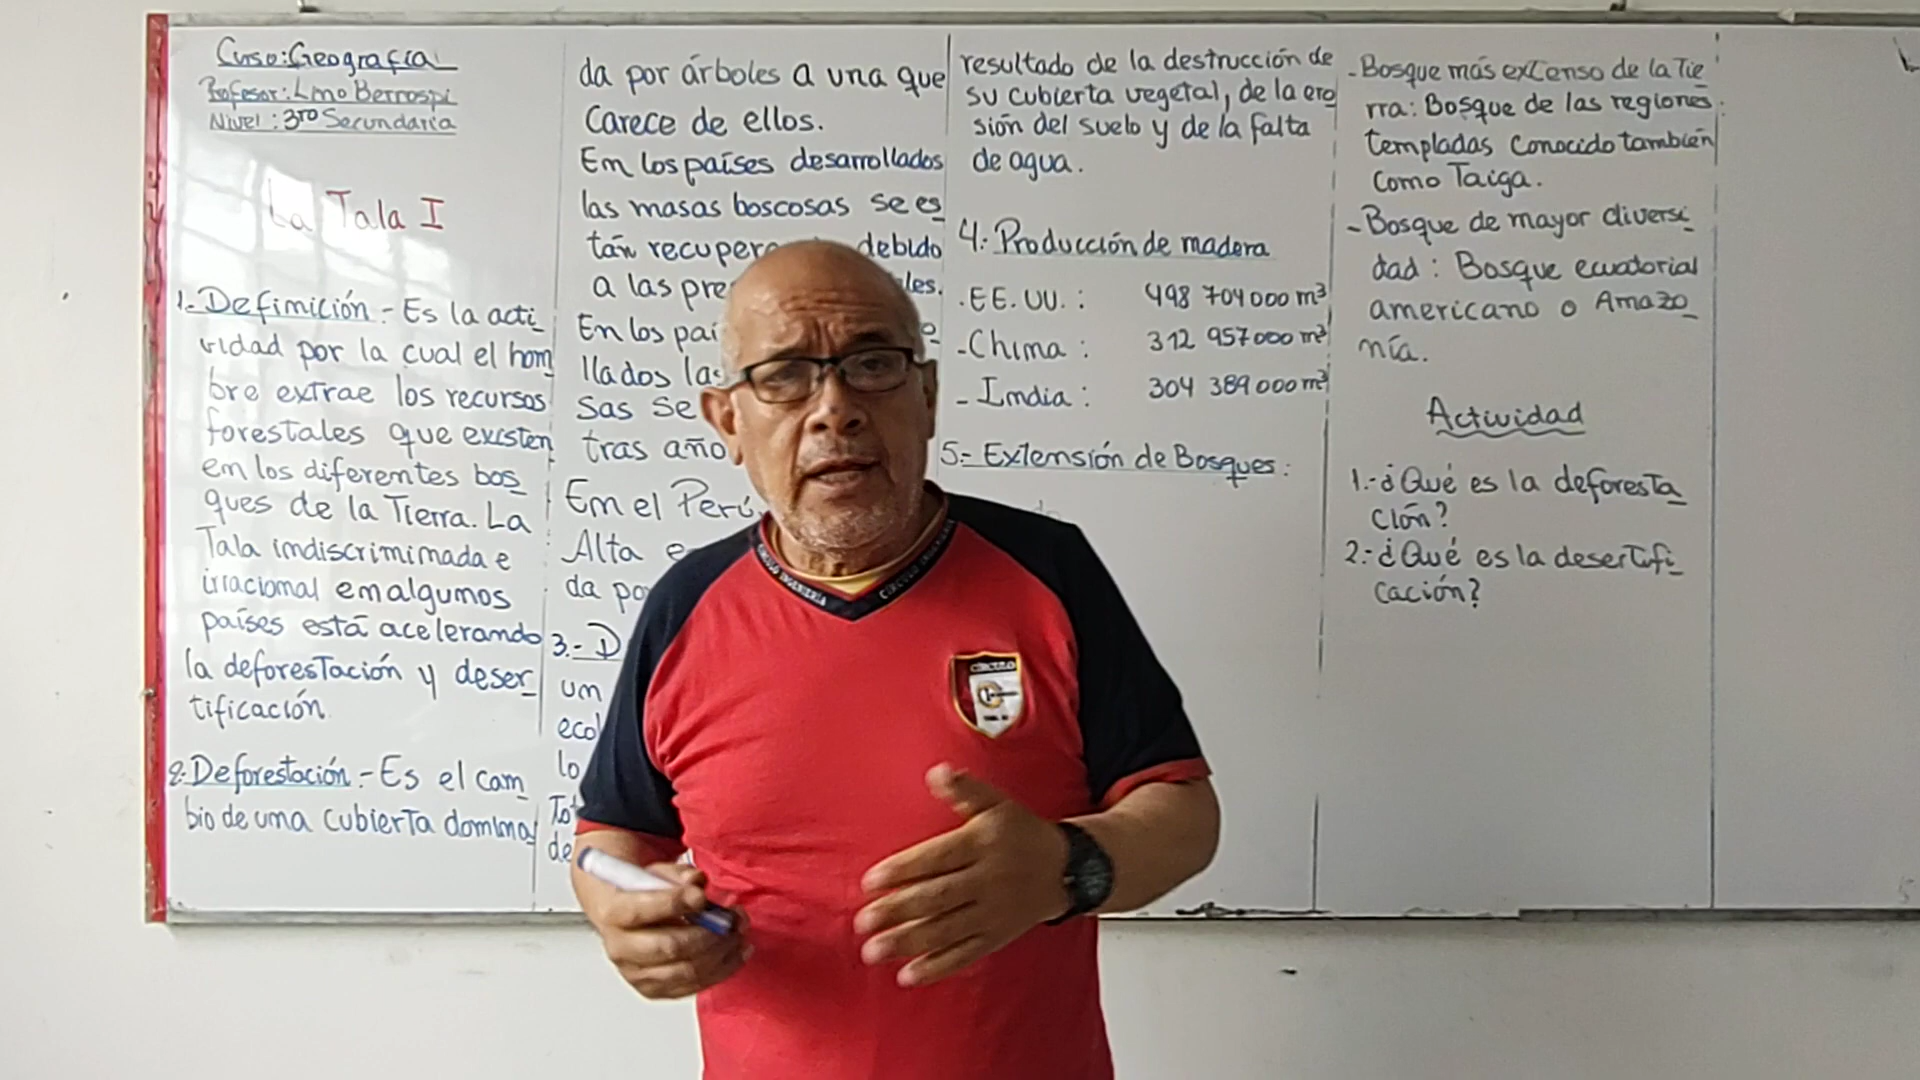 Curso: Geografía
Profesor: Lmo Berrospi
Nivel: 3ro Secundaria
La Tala I
1.- Definición.- Es la acti
vidad por la cual el hom
bre extrae los recursos
forestales que existen
en los diferentes bos
ques de la Tierra. La
Tala indiscriminada e
irracional en algunos
países está acelerando
la deforestación y deser
tificación
2.- Deforestación.- Es el cam
bio de una cubierta domina
da por árboles a una que
Carece de ellos.
En los países desarrollados
las masas boscosas se es
tán debido
a las
En los
llados
sas se
tras año
En el Perú
Alta
da
3.-
un
lo
de
resultado de la destrucción de
su cubierta vegetal, de la ero
sión del suelo y de la falta
de agua.
4.- Producción de madera
.EE.UU.: 498 704 000 m³
-China: 312 957 000 m³
-India: 304 389 000 m³
5.- Extensión de Bosques:
- Bosque más extenso de la Tie
rra: Bosque de las regiones
templadas conocido también
como Taiga.
- Bosque de mayor diversi
dad: Bosque ecuatorial
americano o Amazo
nía.
Actividad
1.- ¿Qué es la deforesta
ción?
2.- ¿Qué es la desertifi
cación?
CÍRCULO INGENIERÍA
CÍRCULO INGENIERÍA
CÍRCULO